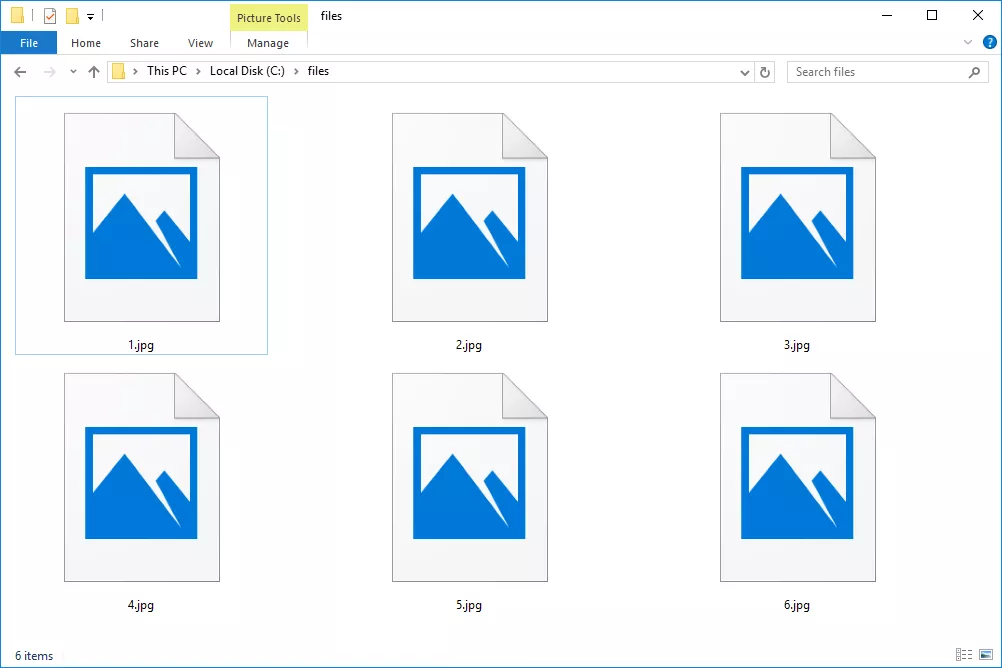 Picture Tools files
File Home Share View Manage ?
This PC Local Disk (C:) files Search files
1.jpg 2.jpg 3.jpg
4.jpg 5.jpg 6.jpg
6 items